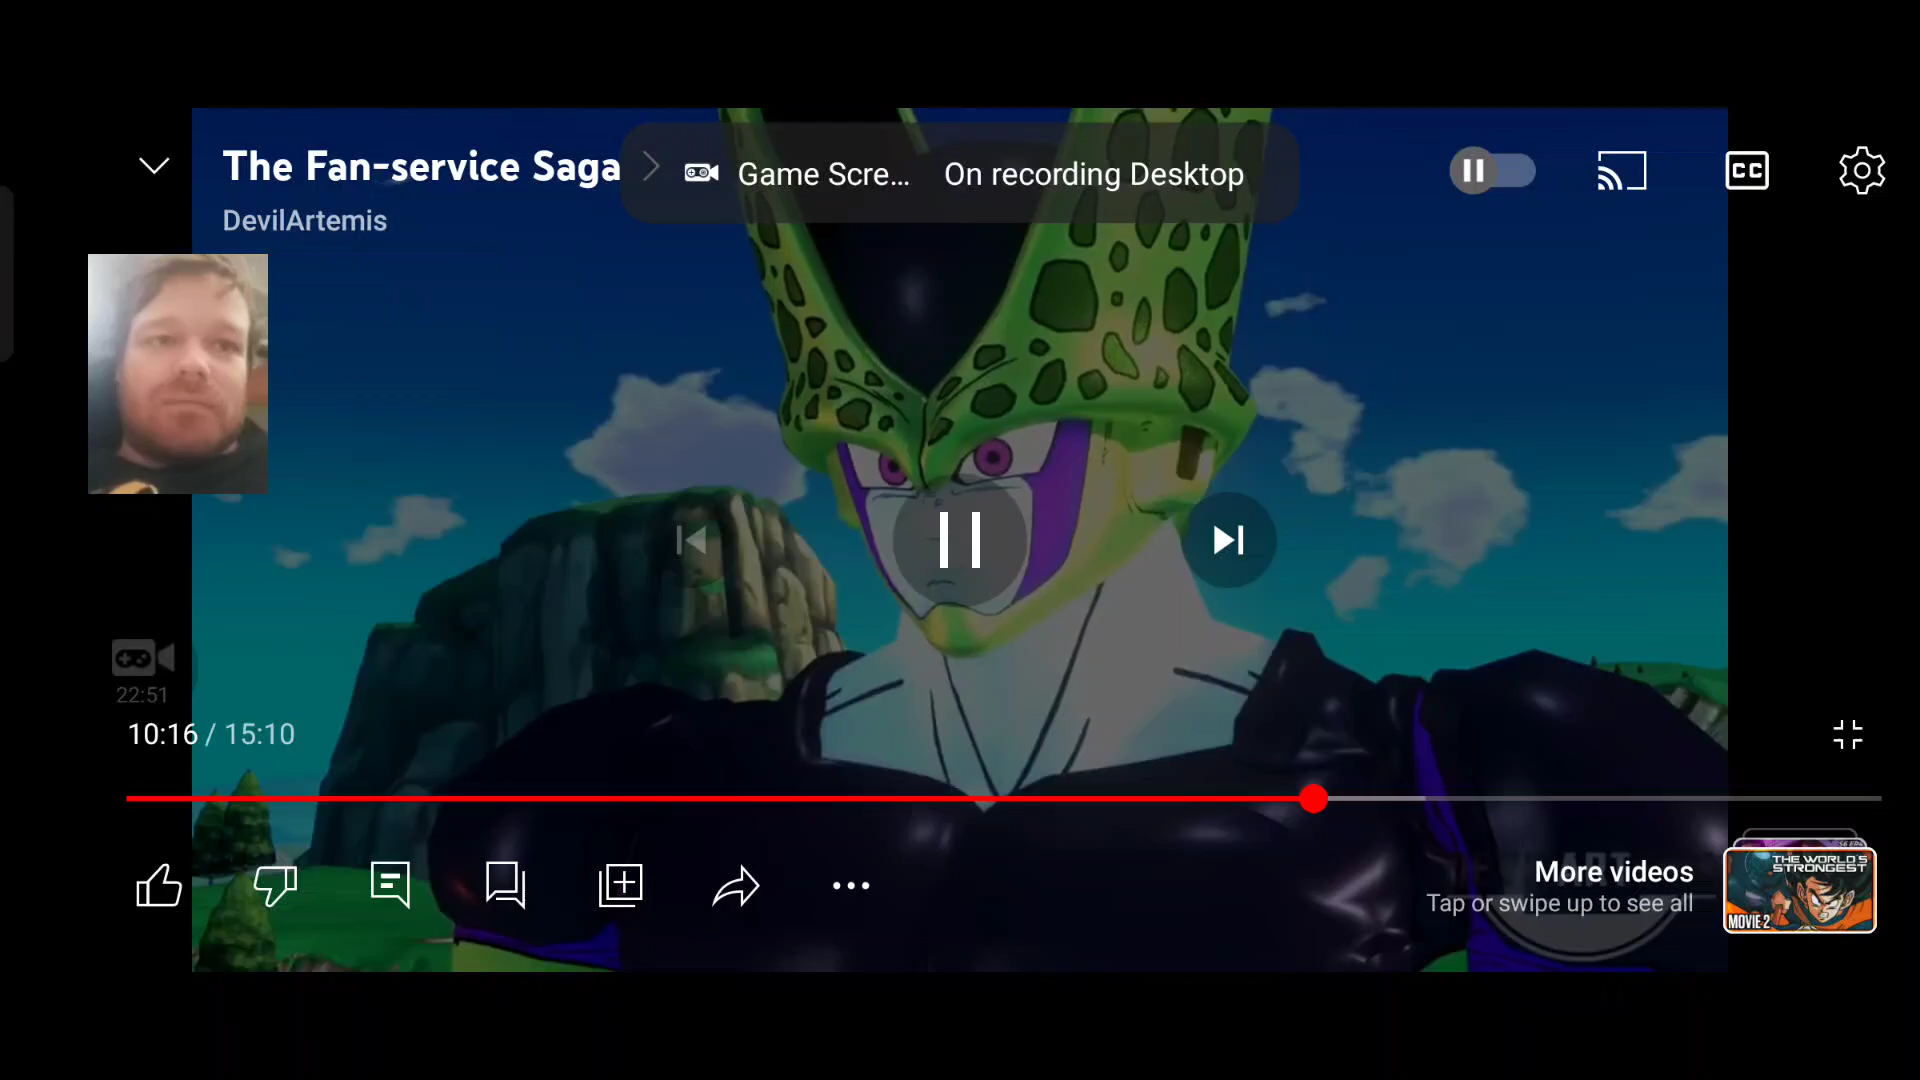 The Fan-service Saga
DevilArtemis
Game Scre... On recording Desktop
CC
22:51
10:16 / 15:10
More videos
Tap or swipe up to see all
THE WORLD'S
STRONGEST
MOVIE 2